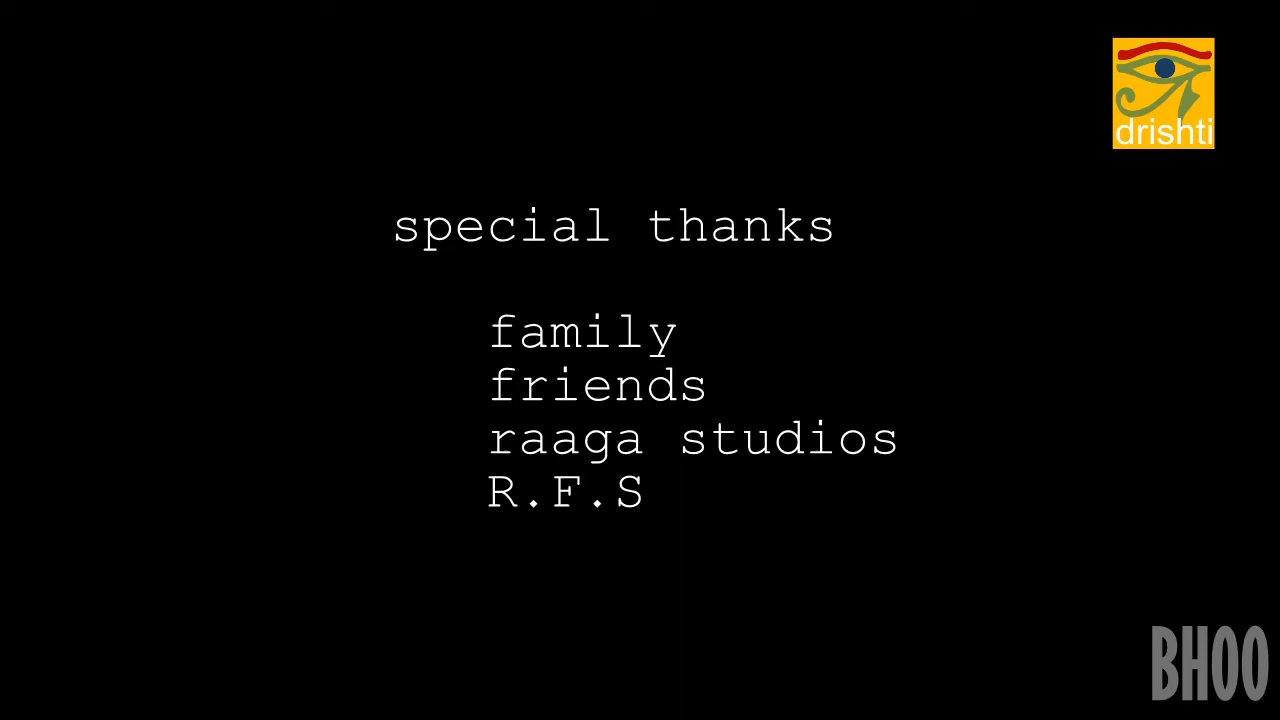 drishti
special thanks
family
friends
raaga studios
R.F.S
BHOO